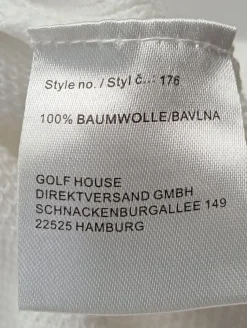 Style no. / Styl č...: 176
100% BAUMWOLLE/BAVLNA
GOLF HOUSE
DIREKTVERSAND GMBH
SCHNACKENBURGALLEE 149
22525 HAMBURG